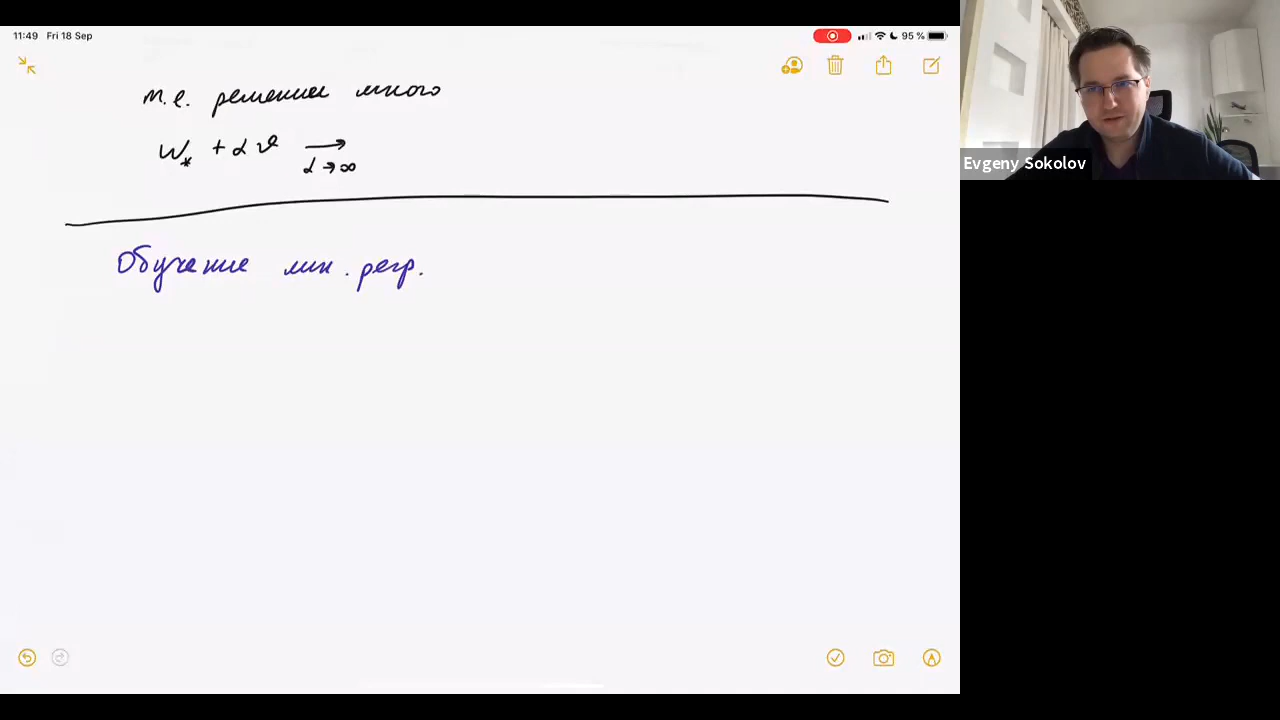 11:49 Fri 18 Sep 95 %
т.е. решений много
w* + αv →
α → ∞
Обучение лин. регр.
Evgeny Sokolov